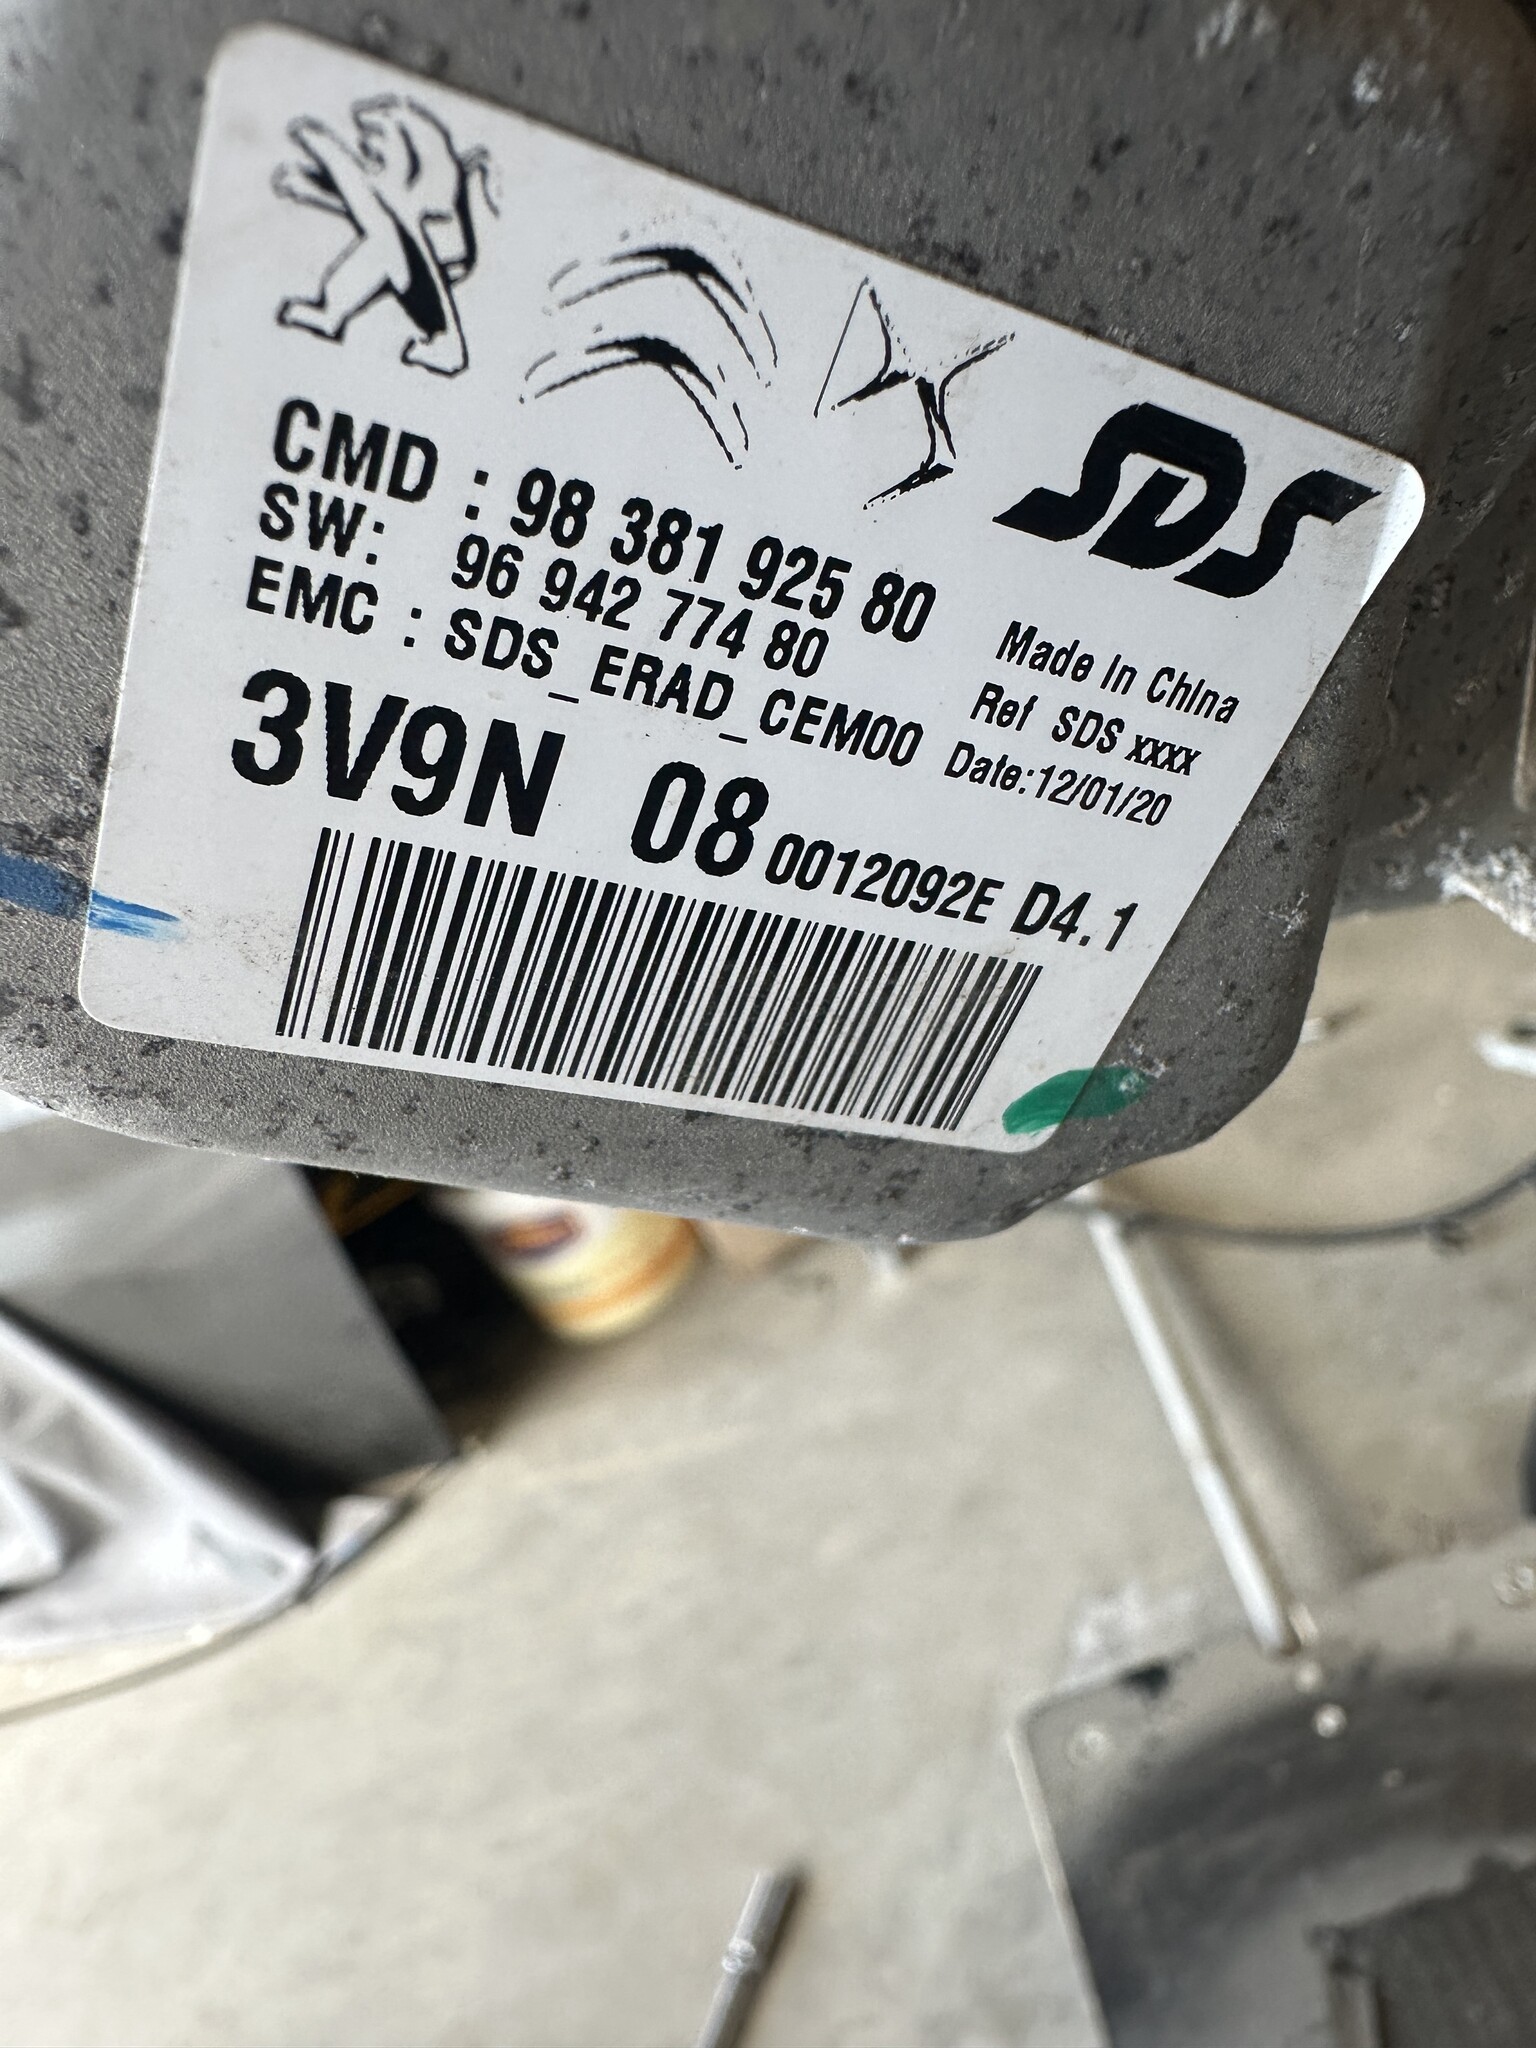 SDS
CMD : 98 381 925 80
SW: 96 942 774 80
EMC : SDS_ERAD_CEM00
Made In China
Ref SDS xxxx
Date:12/01/20
3V9N 08 0012092E D4.1